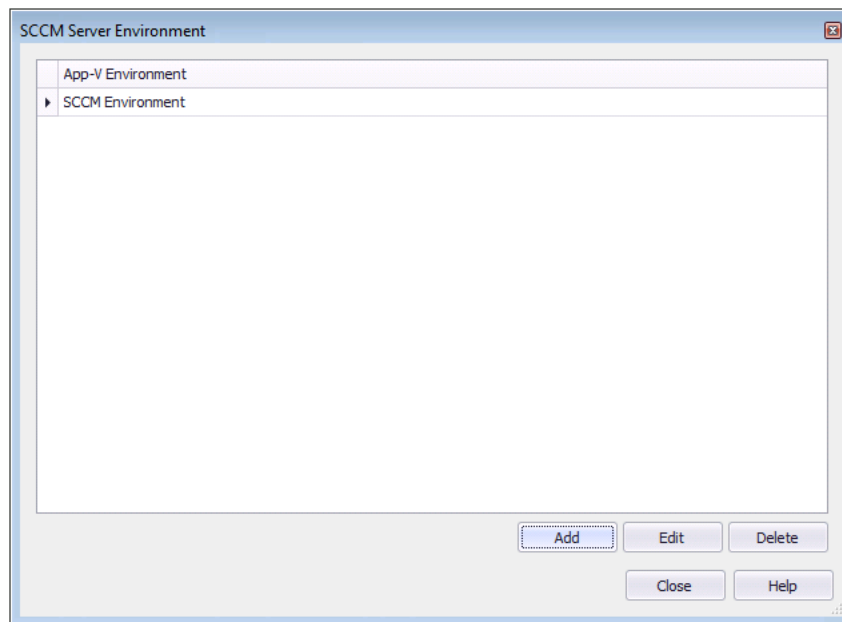 SCCM Server Environment
App-V Environment
SCCM Environment
Add Edit Delete
Close Help